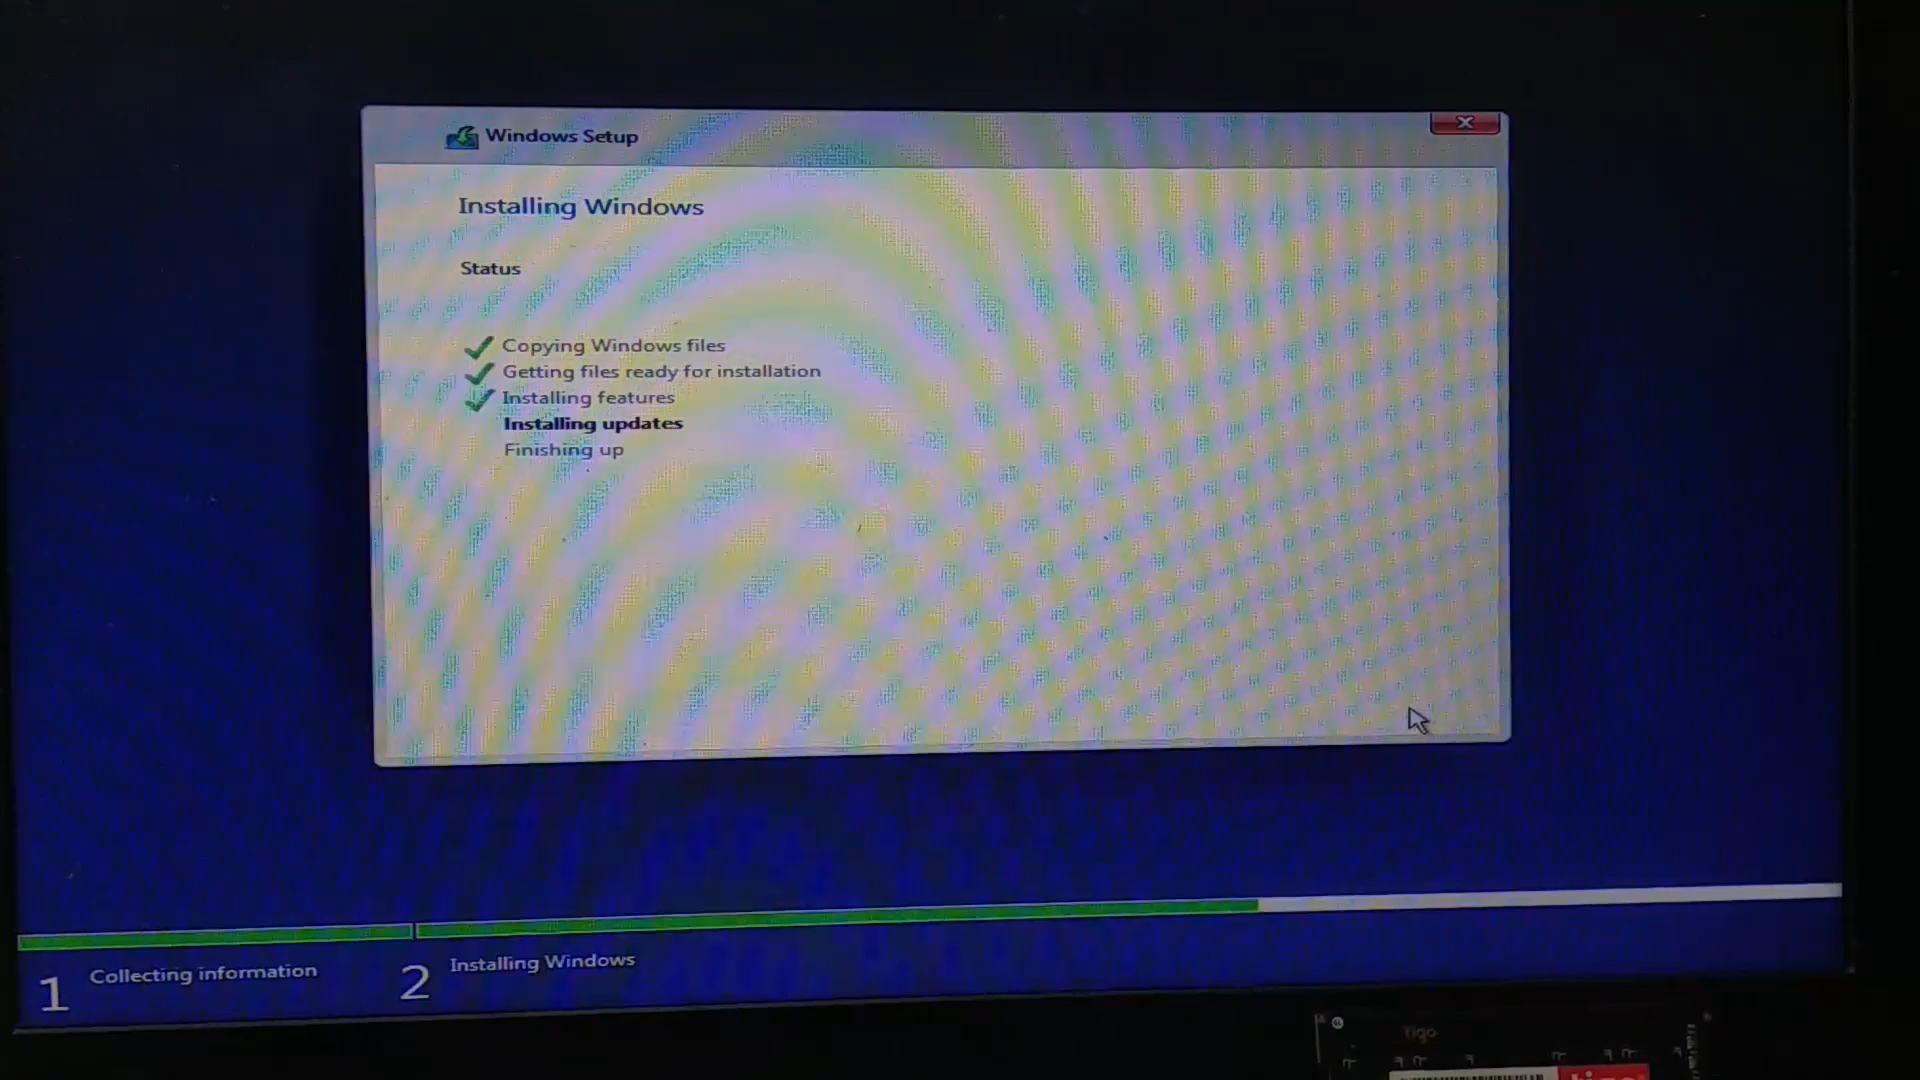 Windows Setup
Installing Windows
Status
Copying Windows files
Getting files ready for installation
Installing features
Installing updates
Finishing up
1 Collecting information
2 Installing Windows
tigo